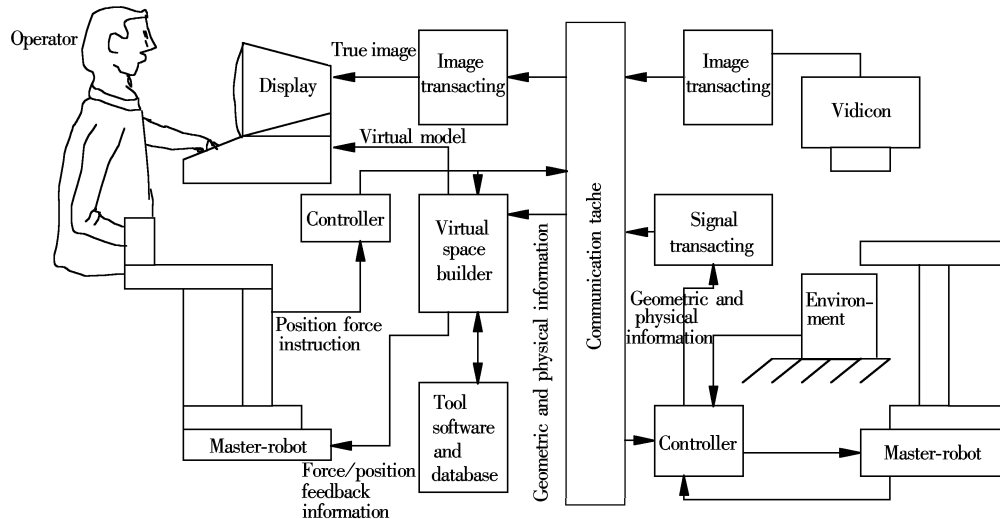 Operator
True image
Display
Image
transacting
Image
transacting
Vidicon
Virtual model
Controller
Virtual
space
builder
Signal
transacting
Communication tache
Geometric and physical information
Position force
instruction
Geometric and
physical
information
Environ-
ment
Tool
software
and
database
Controller
Master-robot
Master-robot
Force/position
feedback
information